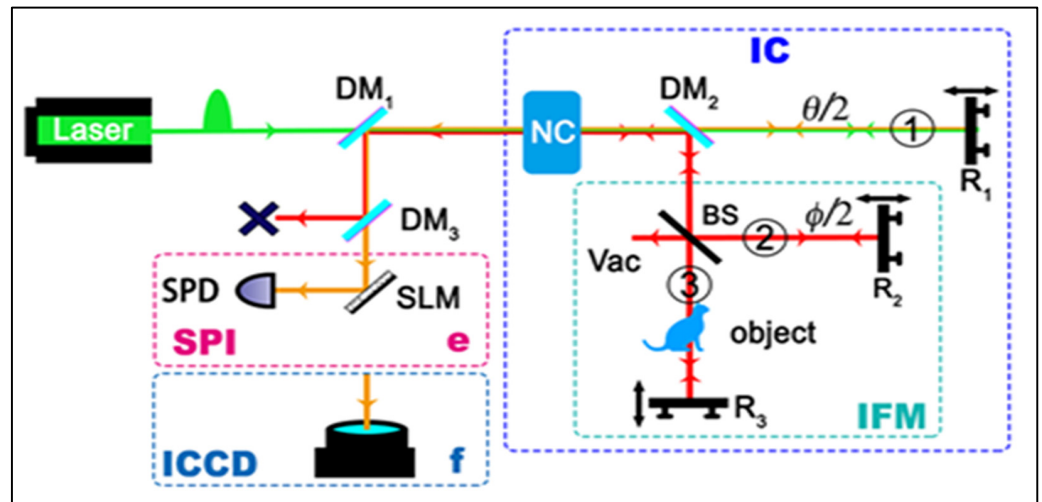 IC
DM₁
DM₂
Laser
NC
θ/2
1
R₁
DM₃
BS
2
ϕ/2
Vac
R₂
3
SPD
SLM
object
SPI
e
R₃
IFM
ICCD
f